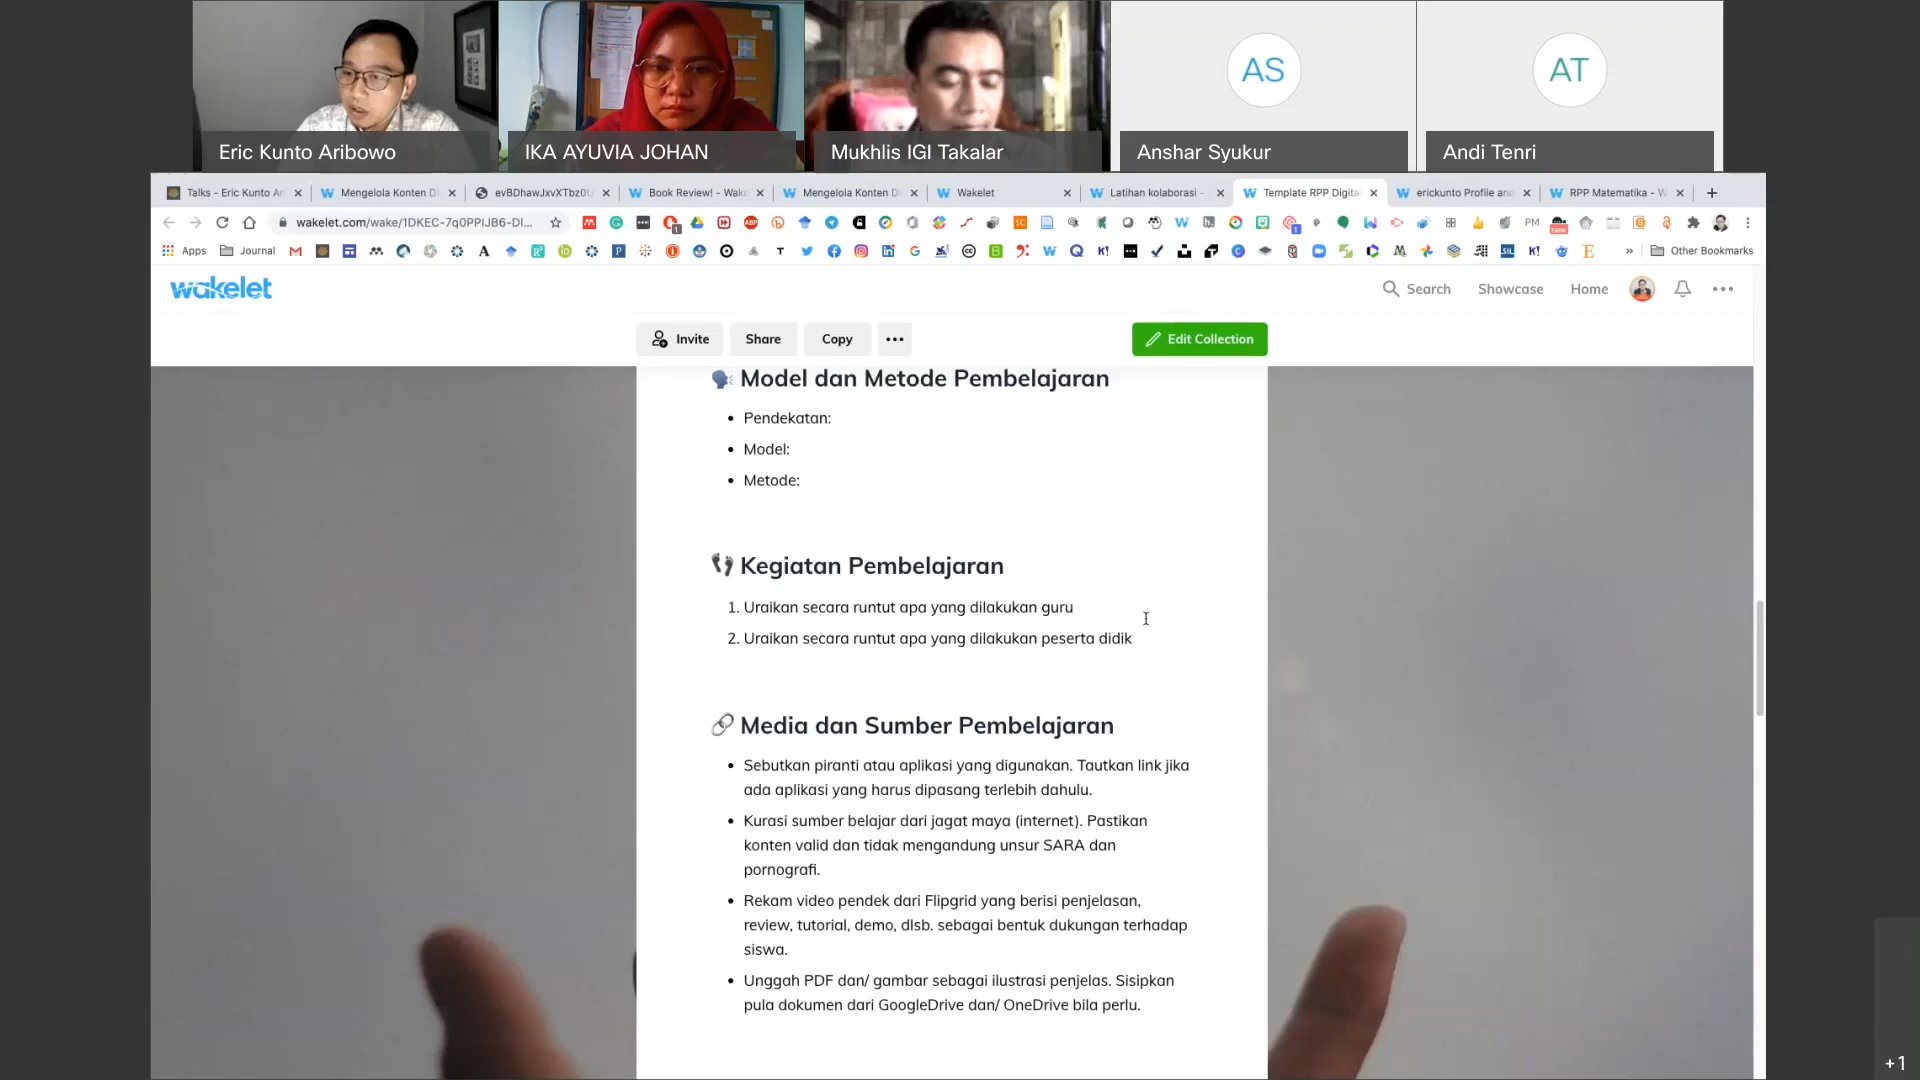 AS
AT
Eric Kunto Aribowo
IKA AYUVIA JOHAN
Mukhlis IGI Takalar
Anshar Syukur
Andi Tenri
Talks - Eric Kunto Ar
Mengelola Konten Di
evBDhawJxvXTbz0U
Book Review! - Wake
Mengelola Konten Di
Wakelet
Latihan kolaborasi -
Template RPP Digital
erickunto Profile and
RPP Matematika - W
wakelet.com/wake/1DKEC-7q0PPIJB6-DI...
Apps
Journal
Other Bookmarks
wakelet
Search
Showcase
Home
Invite
Share
Copy
Edit Collection
Model dan Metode Pembelajaran
• Pendekatan:
• Model:
• Metode:
Kegiatan Pembelajaran
1. Uraikan secara runtut apa yang dilakukan guru
2. Uraikan secara runtut apa yang dilakukan peserta didik
Media dan Sumber Pembelajaran
• Sebutkan piranti atau aplikasi yang digunakan. Tautkan link jika
ada aplikasi yang harus dipasang terlebih dahulu.
• Kurasi sumber belajar dari jagat maya (internet). Pastikan
konten valid dan tidak mengandung unsur SARA dan
pornografi.
• Rekam video pendek dari Flipgrid yang berisi penjelasan,
review, tutorial, demo, dlsb. sebagai bentuk dukungan terhadap
siswa.
• Unggah PDF dan/ gambar sebagai ilustrasi penjelas. Sisipkan
pula dokumen dari GoogleDrive dan/ OneDrive bila perlu.
+1